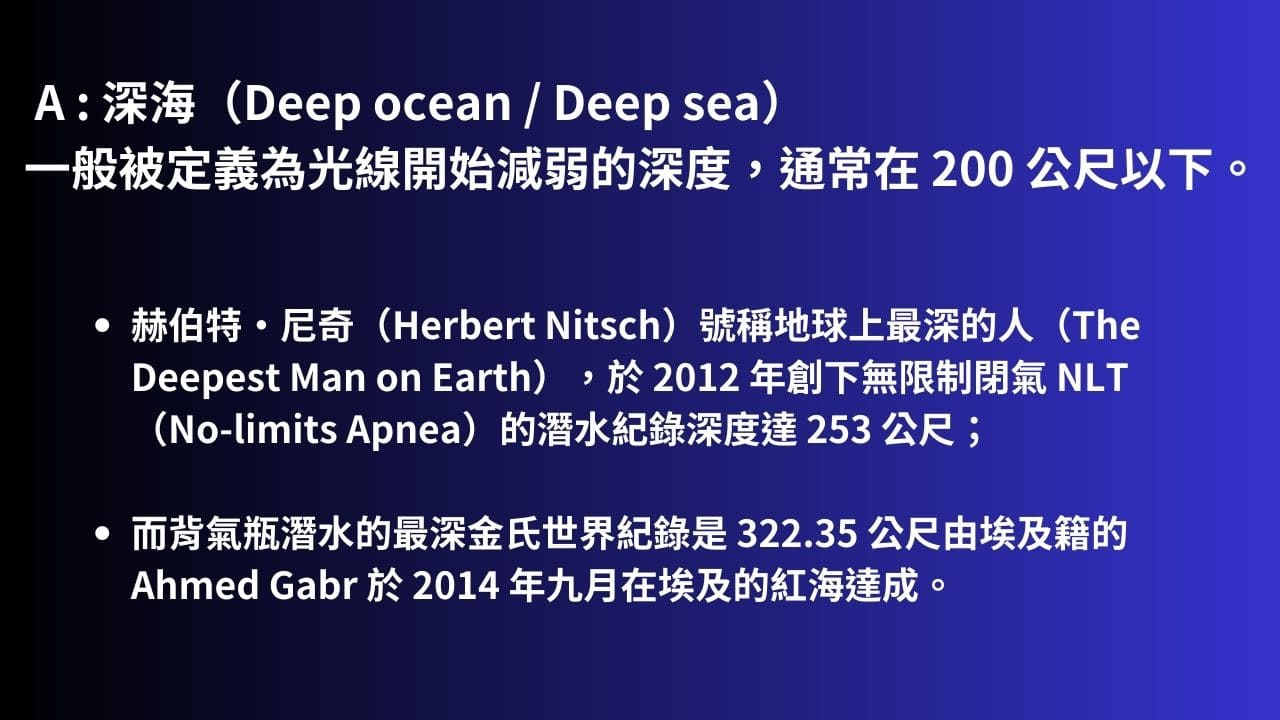 A : 深海（Deep ocean / Deep sea）
一般被定義為光線開始減弱的深度，通常在 200 公尺以下。
• 赫伯特・尼奇（Herbert Nitsch）號稱地球上最深的人（The
Deepest Man on Earth），於 2012 年創下無限制閉氣 NLT
（No-limits Apnea）的潛水紀錄深度達 253 公尺；
• 而背氣瓶潛水的最深金氏世界紀錄是 322.35 公尺由埃及籍的
Ahmed Gabr 於 2014 年九月在埃及的紅海達成。